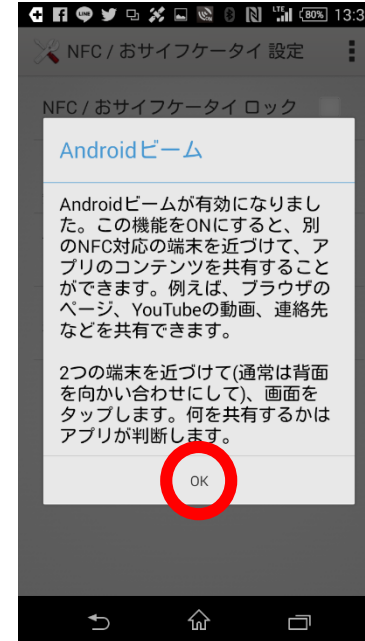 LTE 80% 13:3
NFC / おサイフケータイ 設定
NFC / おサイフケータイ ロック
Androidビーム
Androidビームが有効になりまし
た。この機能をONにすると、別
のNFC対応の端末を近づけて、ア
プリのコンテンツを共有すること
ができます。例えば、ブラウザの
ページ、YouTubeの動画、連絡先
などを共有できます。
2つの端末を近づけて(通常は背面
を向かい合わせにして)、画面を
タップします。何を共有するかは
アプリが判断します。
OK